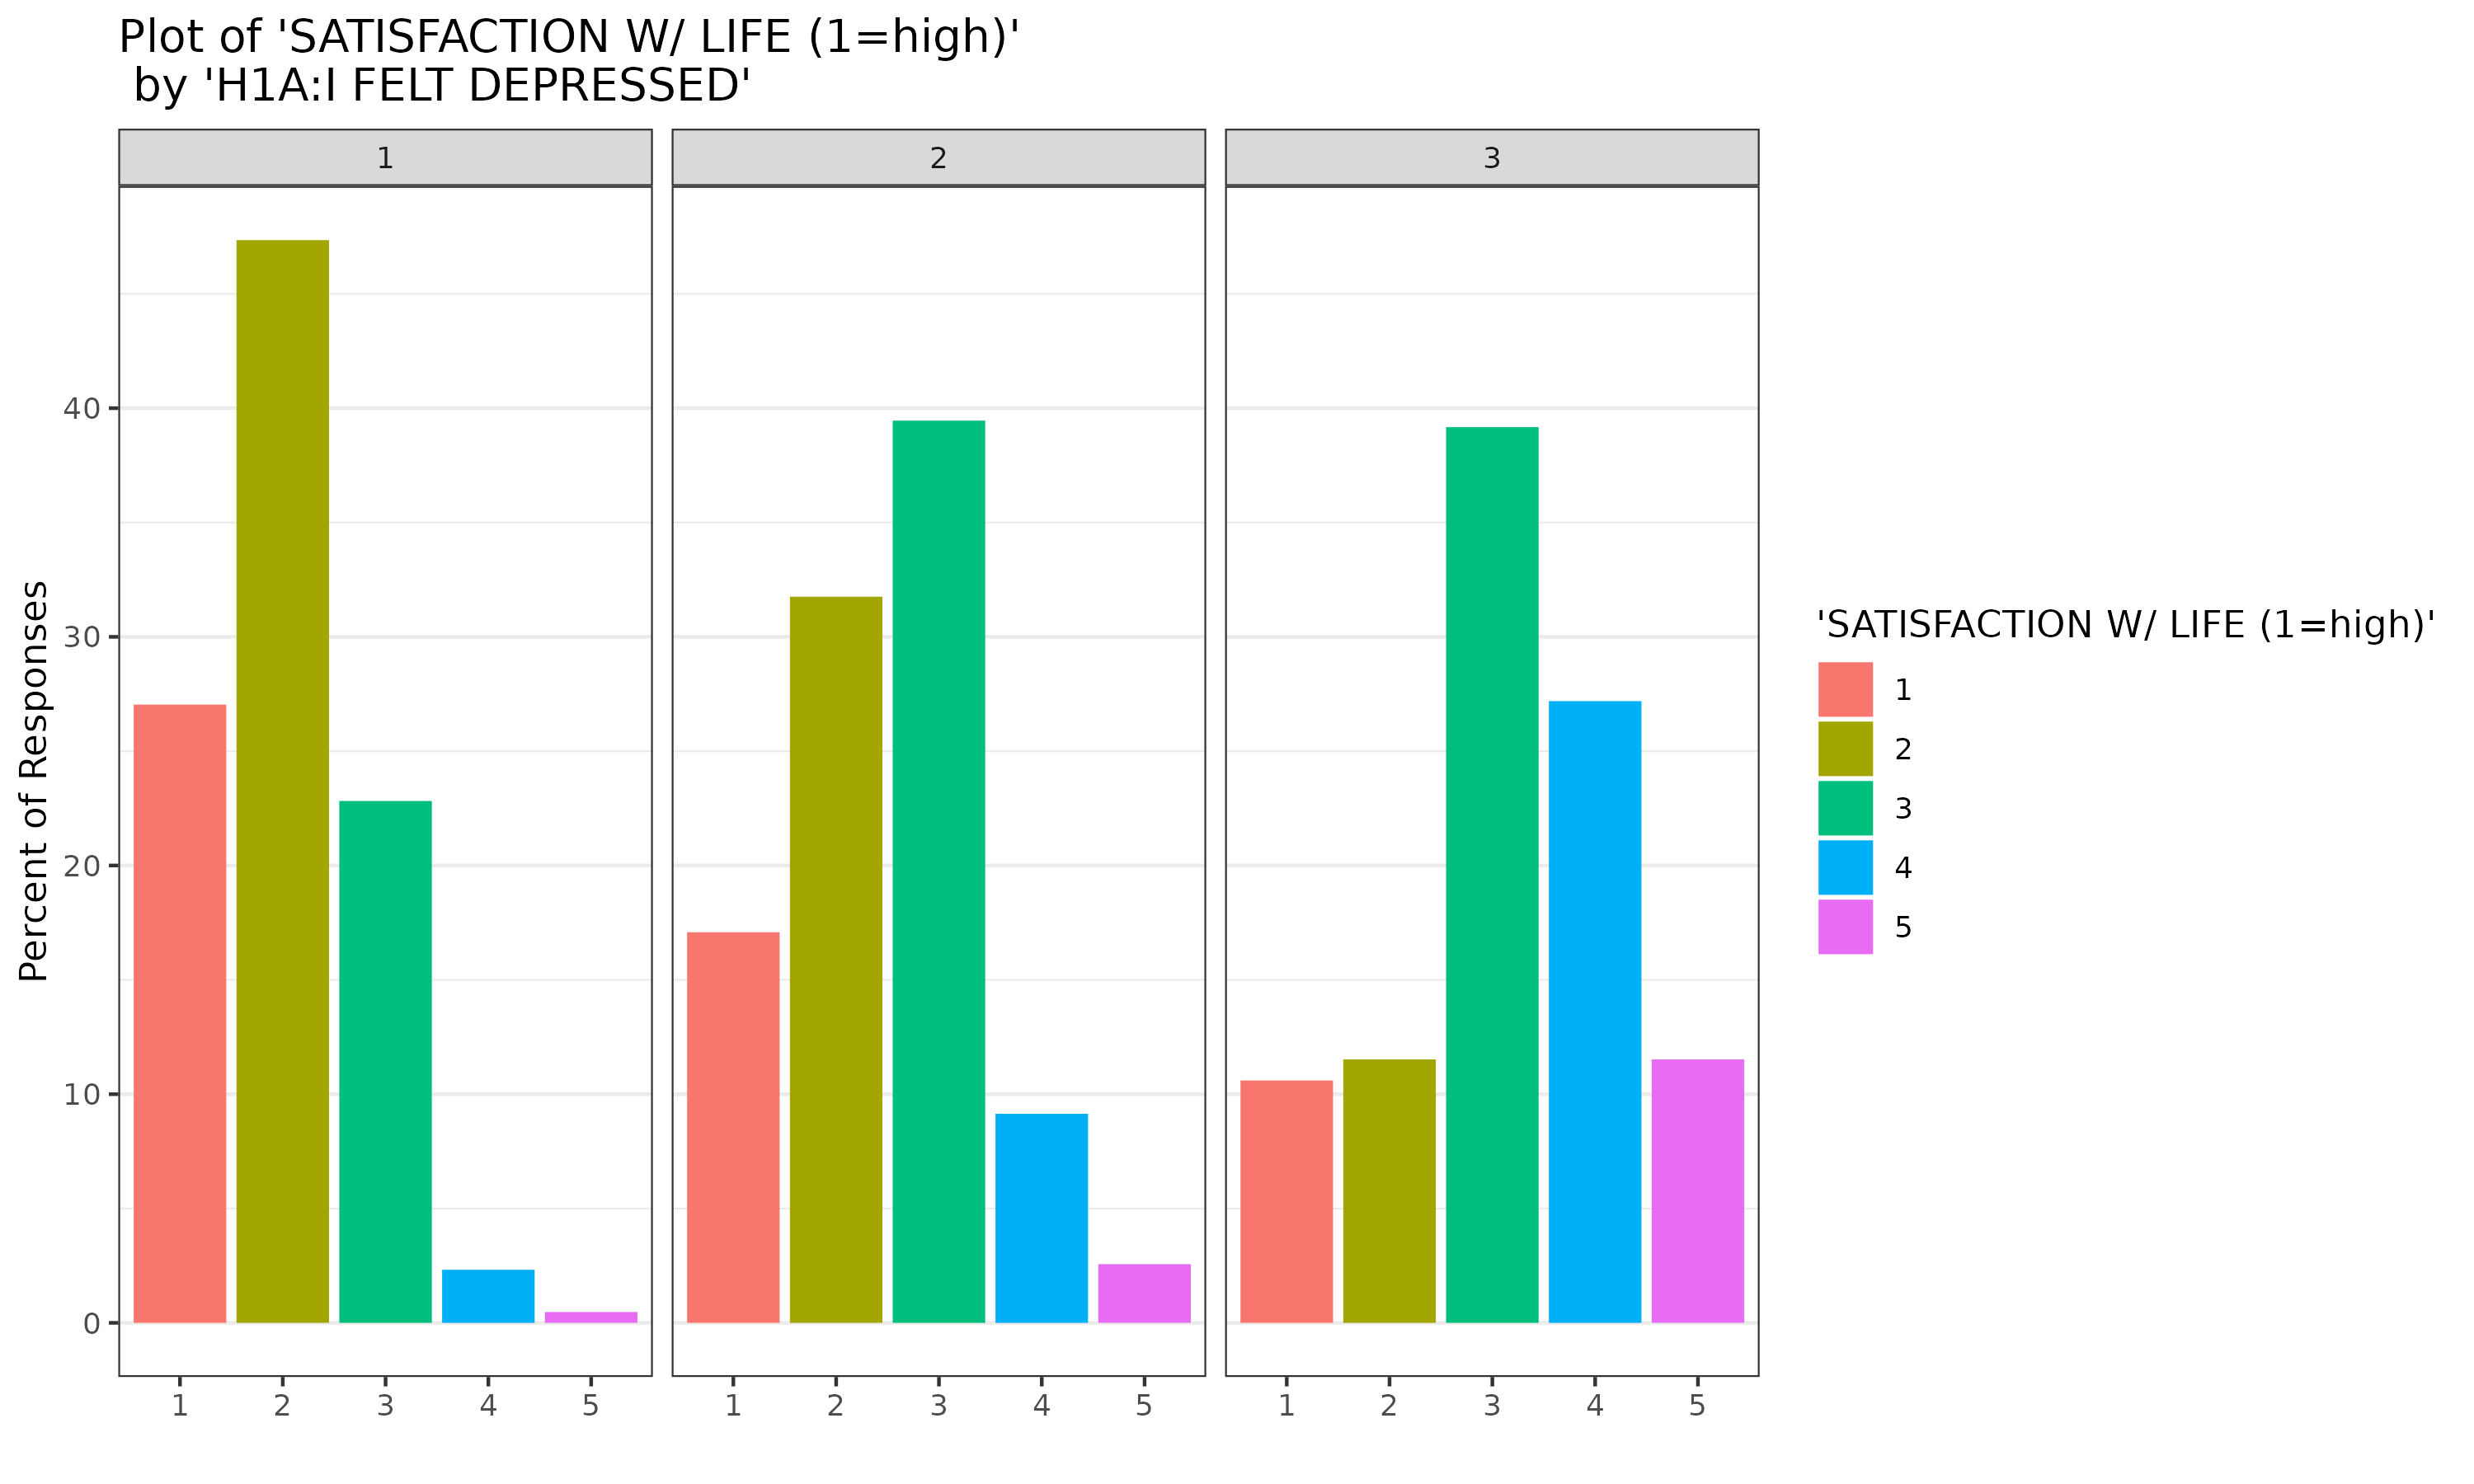 Plot of 'SATISFACTION W/ LIFE (1=high)'
by 'H1A:I FELT DEPRESSED'
1 2 3
Percent of Responses
40
30
20
10
0
1 2 3 4 5 1 2 3 4 5 1 2 3 4 5
'SATISFACTION W/ LIFE (1=high)'
1
2
3
4
5